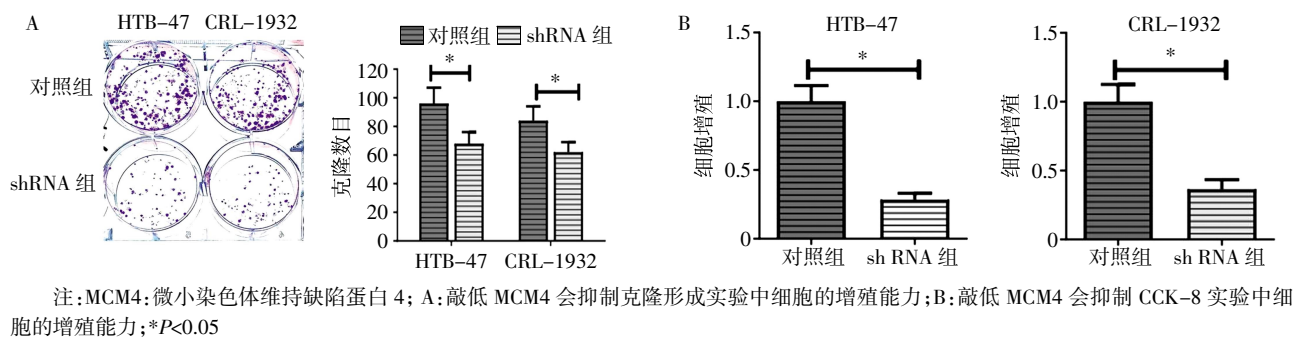 A
HTB-47 CRL-1932
对照组
shRNA 组
对照组 shRNA 组
克隆数目
120
100
80
60
40
20
0
*
*
HTB-47 CRL-1932
B
HTB-47
细胞增殖
1.5
1.0
0.5
0
*
对照组 sh RNA 组
CRL-1932
细胞增殖
1.5
1.0
0.5
0
*
对照组 sh RNA 组
注:MCM4:微小染色体维持缺陷蛋白 4; A:敲低 MCM4 会抑制克隆形成实验中细胞的增殖能力;B:敲低 MCM4 会抑制 CCK-8 实验中细
胞的增殖能力;*P<0.05